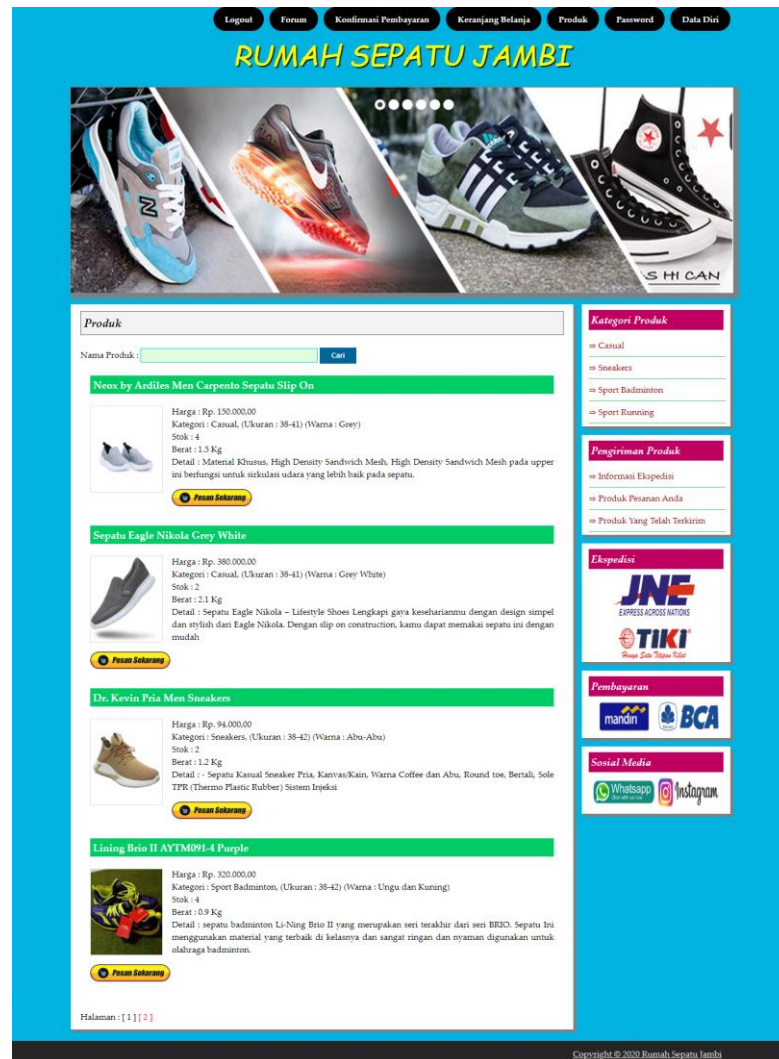 Logout Forum Konfirmasi Pembayaran Keranjang Belanja Produk Password Data Diri
RUMAH SEPATU JAMBI
N
S HI CAN
Produk
Nama Produk : Cari
Neox by Ardiles Men Carpento Sepatu Slip On
Harga : Rp. 150.000,00
Kategori : Casual, (Ukuran : 38-41) (Warna : Grey)
Stok : 4
Berat : 1.3 Kg
Detail : Material Khusus, High Density Sandwich Mesh, High Density Sandwich Mesh pada upper
ini berfungsi untuk sirkulasi udara yang lebih baik pada sepatu.
Pesan Sekarang
Sepatu Eagle Nikola Grey White
Harga : Rp. 380.000,00
Kategori : Casual, (Ukuran : 38-41) (Warna : Grey White)
Stok : 2
Berat : 2.1 Kg
Detail : Sepatu Eagle Nikola – Lifestyle Shoes Lengkapi gaya keseharianmu dengan design simpel
dan stylish dari Eagle Nikola. Dengan slip on construction, kamu dapat memakai sepatu ini dengan
mudah
Pesan Sekarang
Dr. Kevin Pria Men Sneakers
Harga : Rp. 94.000,00
Kategori : Sneakers, (Ukuran : 38-42) (Warna : Abu-Abu)
Stok : 2
Berat : 1.2 Kg
Detail : - Sepatu Kasual Sneaker Pria, Kanvas/Kain, Warna Coffee dan Abu, Round toe, Bertali, Sole
TPR (Thermo Plastic Rubber) Sistem Injeksi
Pesan Sekarang
Lining Brio II AYTM091-4 Purple
Harga : Rp. 320.000,00
Kategori : Sport Badminton, (Ukuran : 38-42) (Warna : Ungu dan Kuning)
Stok : 4
Berat : 0.9 Kg
Detail : sepatu badminton Li-Ning Brio II yang merupakan seri terakhir dari seri BRIO. Sepatu Ini
menggunakan material yang terbaik di kelasnya dan sangat ringan dan nyaman digunakan untuk
olahraga badminton.
Pesan Sekarang
Halaman : [ 1 ] [ 2 ]
Kategori Produk
⇒ Casual
⇒ Sneakers
⇒ Sport Badminton
⇒ Sport Running
Pengiriman Produk
⇒ Informasi Ekspedisi
⇒ Produk Pesanan Anda
⇒ Produk Yang Telah Terkirim
Ekspedisi
JNE
EXPRESS ACROSS NATIONS
TIKI
Hanya Satu Titipan Kilat
Pembayaran
mandiri BCA
Sosial Media
Whatsapp Instagram
Copyright © 2020 Rumah Sepatu Jambi